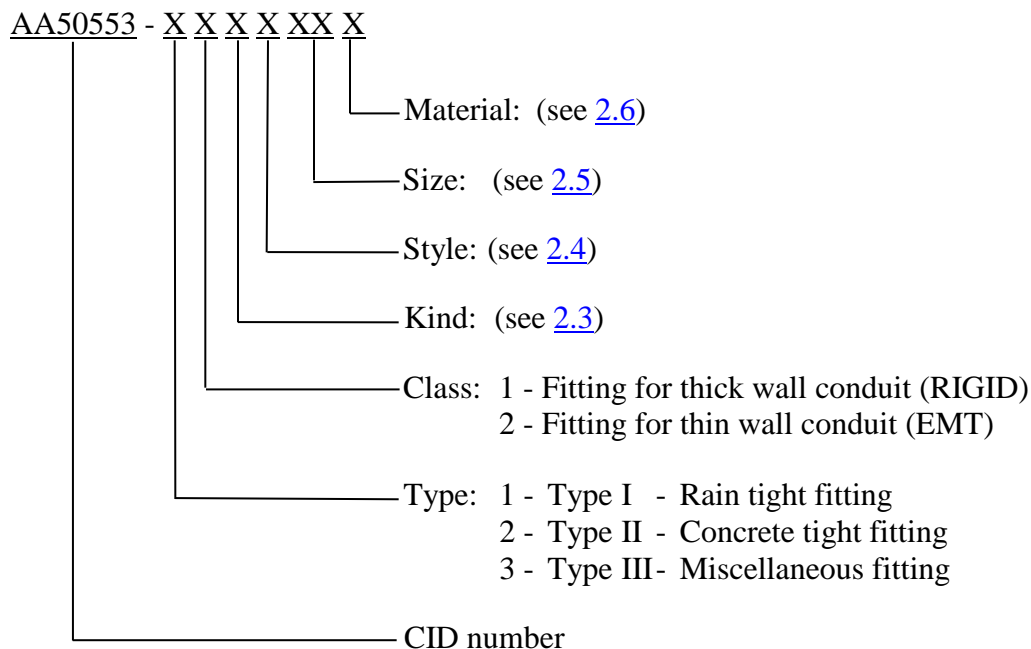 AA50553 - X X X X XX X
Material: (see 2.6)
Size: (see 2.5)
Style: (see 2.4)
Kind: (see 2.3)
Class: 1 - Fitting for thick wall conduit (RIGID)
2 - Fitting for thin wall conduit (EMT)
Type: 1 - Type I - Rain tight fitting
2 - Type II - Concrete tight fitting
3 - Type III - Miscellaneous fitting
CID number